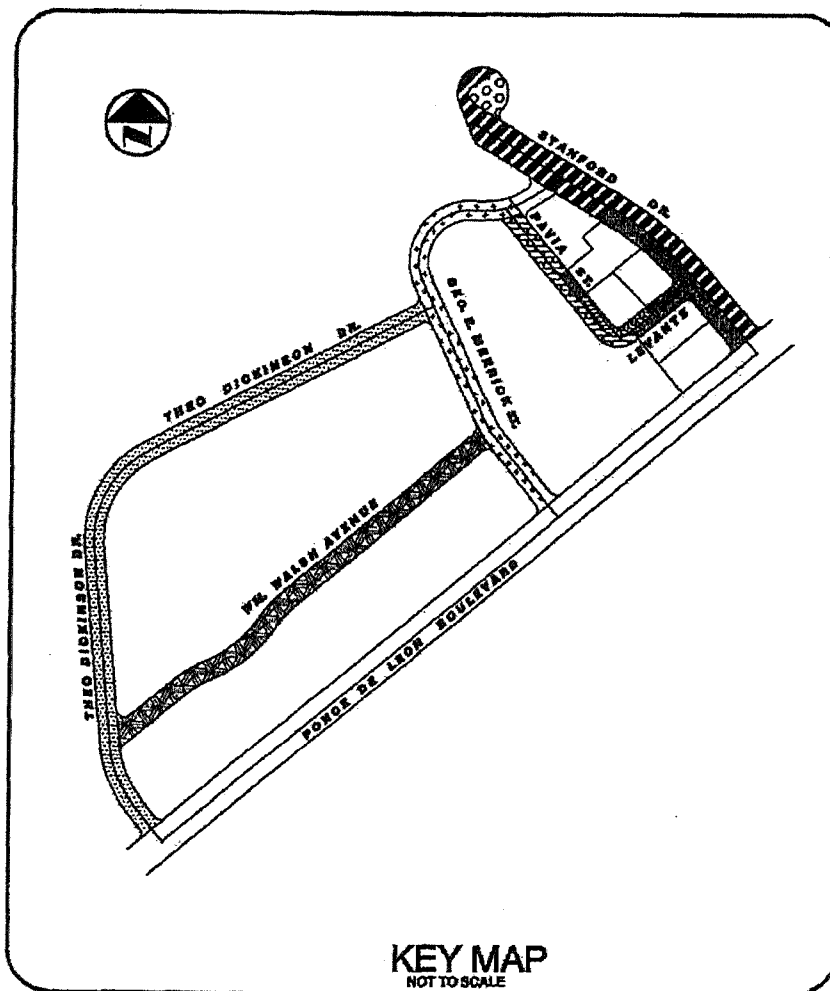 N
STANFORD DR.
PAVIA ST.
GEO. E. MERRICK ST.
LEVANTE
THEO DICKINSON DR.
WM. WALSH AVENUE
THEO DICKINSON DR.
PONCE DE LEON BOULEVARD
KEY MAP
NOT TO SCALE